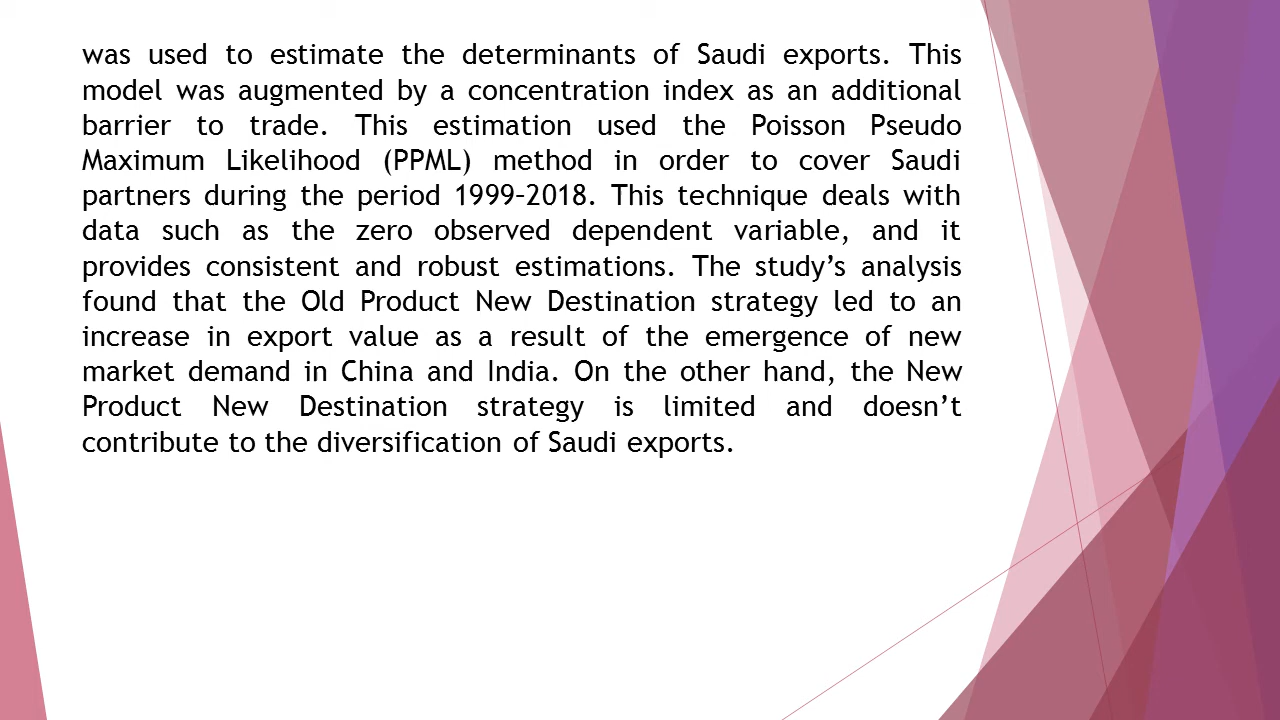 was used to estimate the determinants of Saudi exports. This
model was augmented by a concentration index as an additional
barrier to trade. This estimation used the Poisson Pseudo
Maximum Likelihood (PPML) method in order to cover Saudi
partners during the period 1999–2018. This technique deals with
data such as the zero observed dependent variable, and it
provides consistent and robust estimations. The study’s analysis
found that the Old Product New Destination strategy led to an
increase in export value as a result of the emergence of new
market demand in China and India. On the other hand, the New
Product New Destination strategy is limited and doesn’t
contribute to the diversification of Saudi exports.